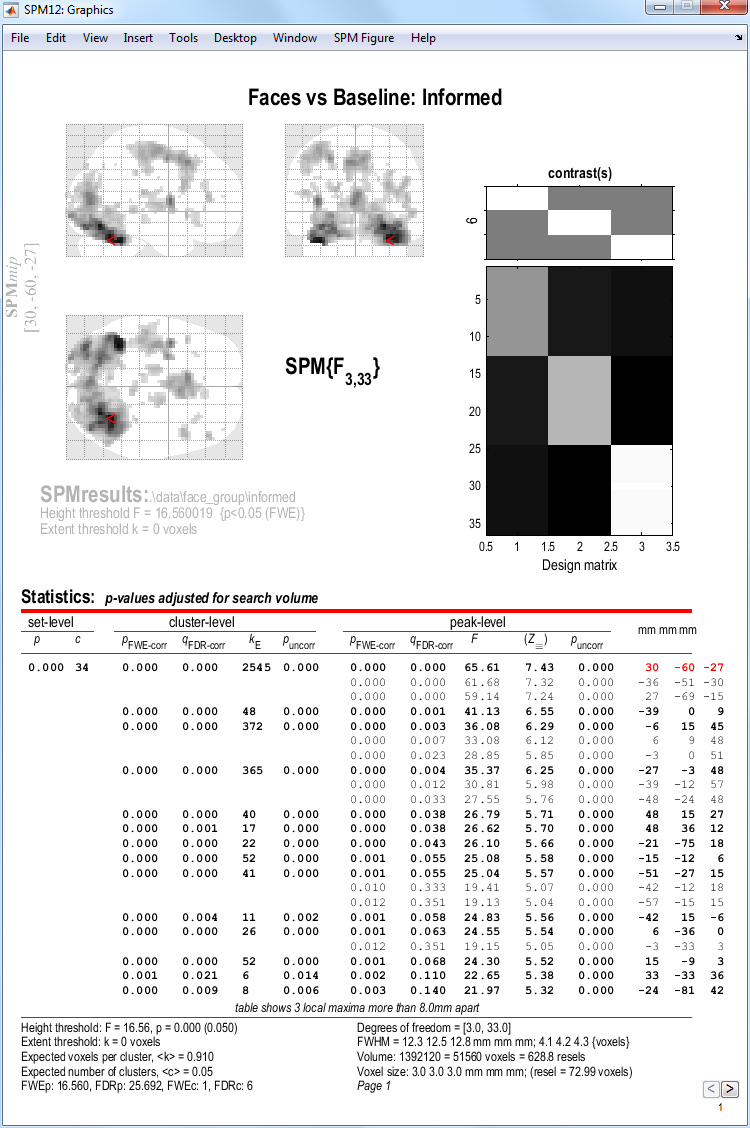 SPM12: Graphics
File Edit View Insert Tools Desktop Window SPM Figure Help
Faces vs Baseline: Informed
SPMmip
[30, -60, -27]
contrast(s)
6
5
10
15
20
25
30
35
0.5 1 1.5 2 2.5 3 3.5
Design matrix
SPM{F3,33}
SPMresults: .\data\face_group\informed
Height threshold F = 16.560019 {p<0.05 (FWE)}
Extent threshold k = 0 voxels
Statistics: p-values adjusted for search volume
set-level cluster-level peak-level mm mm mm
p c pFWE-corr qFDR-corr kE puncorr pFWE-corr qFDR-corr F (Z≡) puncorr
0.000 34 0.000 0.000 2545 0.000 0.000 0.000 65.61 7.43 0.000 30 -60 -27
0.000 0.000 61.68 7.32 0.000 -36 -51 -30
0.000 0.000 59.14 7.24 0.000 27 -69 -15
0.000 0.000 48 0.000 0.000 0.001 41.13 6.55 0.000 -39 0 9
0.000 0.000 372 0.000 0.000 0.003 36.08 6.29 0.000 -6 15 45
0.000 0.007 33.08 6.12 0.000 6 9 48
0.000 0.023 28.85 5.85 0.000 -3 0 51
0.000 0.000 365 0.000 0.000 0.004 35.37 6.25 0.000 -27 -3 48
0.000 0.012 30.81 5.98 0.000 -39 -12 57
0.000 0.033 27.55 5.76 0.000 -48 -24 48
0.000 0.000 40 0.000 0.000 0.038 26.79 5.71 0.000 48 15 27
0.000 0.001 17 0.000 0.000 0.038 26.62 5.70 0.000 48 36 12
0.000 0.000 22 0.000 0.000 0.043 26.10 5.66 0.000 -21 -75 18
0.000 0.000 52 0.000 0.001 0.055 25.08 5.58 0.000 -15 -12 6
0.000 0.000 41 0.000 0.001 0.055 25.04 5.57 0.000 -51 -27 15
0.010 0.333 19.41 5.07 0.000 -42 -12 18
0.012 0.351 19.13 5.04 0.000 -57 -15 15
0.000 0.004 11 0.002 0.001 0.058 24.83 5.56 0.000 -42 15 -6
0.000 0.000 26 0.000 0.001 0.063 24.55 5.54 0.000 6 -36 0
0.012 0.351 19.15 5.05 0.000 -3 -33 3
0.000 0.000 52 0.000 0.001 0.068 24.30 5.52 0.000 15 -9 3
0.001 0.021 6 0.014 0.002 0.110 22.65 5.38 0.000 33 -33 36
0.000 0.009 8 0.006 0.003 0.140 21.97 5.32 0.000 -24 -81 42
table shows 3 local maxima more than 8.0mm apart
Height threshold: F = 16.56, p = 0.000 (0.050)
Extent threshold: k = 0 voxels
Expected voxels per cluster, <k> = 0.910
Expected number of clusters, <c> = 0.05
FWEp: 16.560, FDRp: 25.692, FWEc: 1, FDRc: 6
Degrees of freedom = [3.0, 33.0]
FWHM = 12.3 12.5 12.8 mm mm mm; 4.1 4.2 4.3 {voxels}
Volume: 1392120 = 51560 voxels = 628.8 resels
Voxel size: 3.0 3.0 3.0 mm mm mm; (resel = 72.99 voxels)
Page 1
< >
1